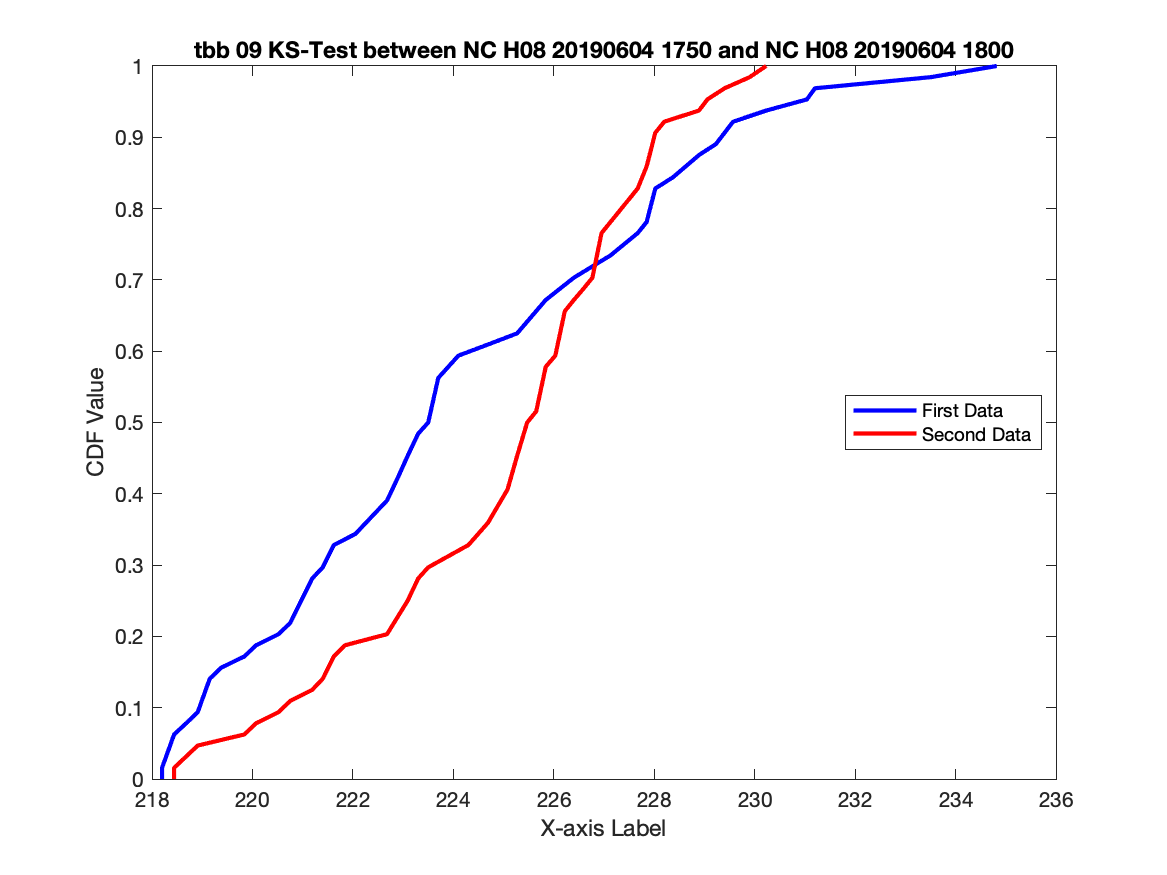 tbb 09 KS-Test between NC H08 20190604 1750 and NC H08 20190604 1800
1
0.9
0.8
0.7
0.6
0.5
0.4
0.3
0.2
0.1
0
CDF Value
First Data
Second Data
218 220 222 224 226 228 230 232 234 236
X-axis Label